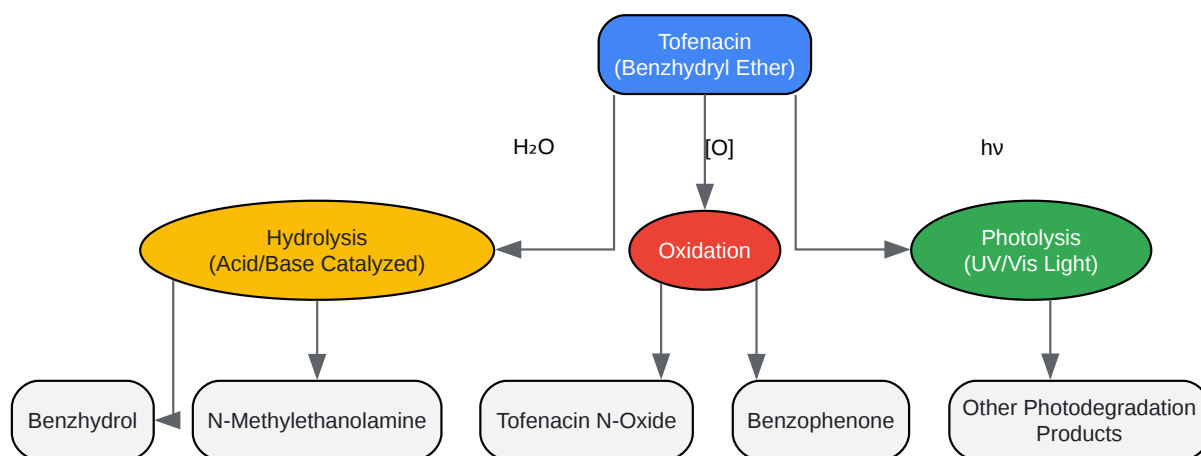 Tofenacin
(Benzhydryl Ether)
H₂O
[O]
hν
Hydrolysis
(Acid/Base Catalyzed)
Oxidation
Photolysis
(UV/Vis Light)
Benzhydrol
N-Methylethanolamine
Tofenacin N-Oxide
Benzophenone
Other Photodegradation
Products